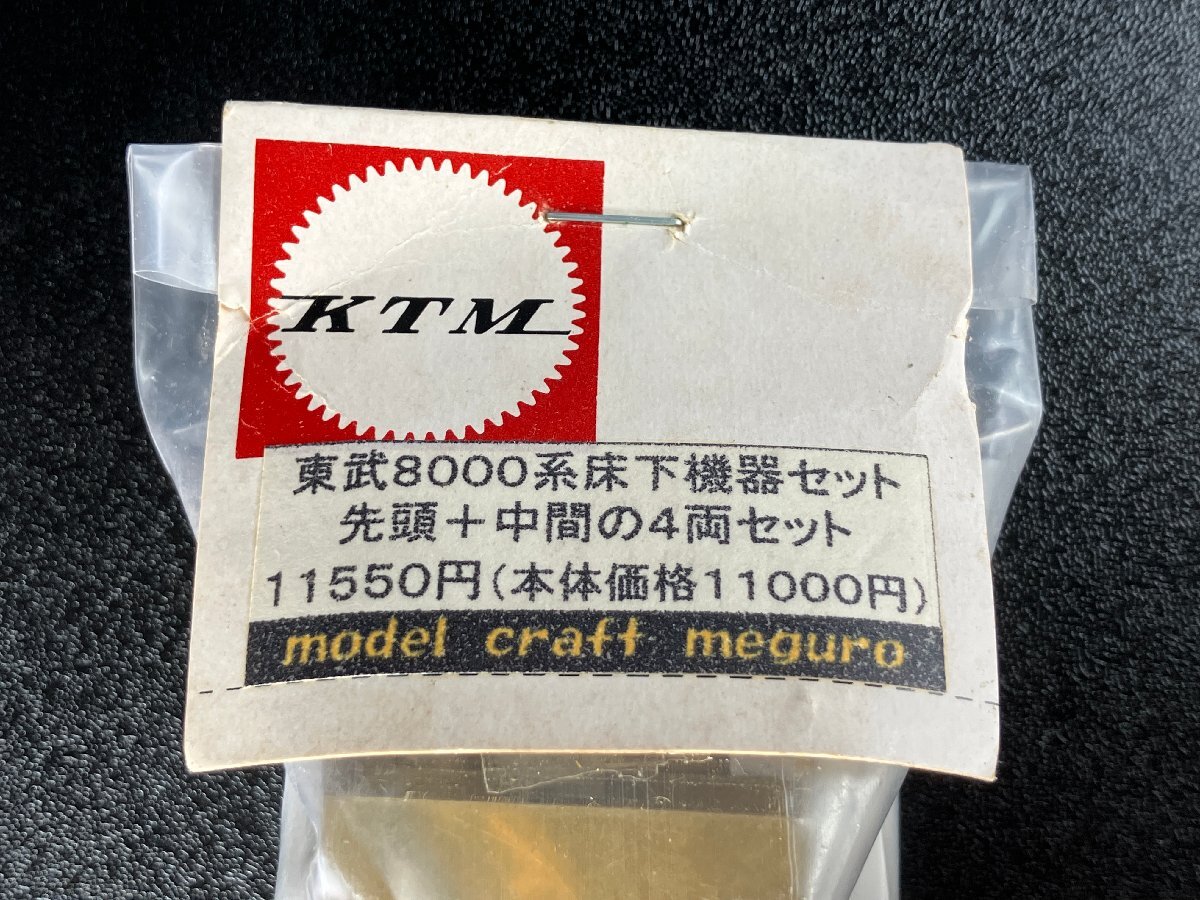 KTM
東武8000系床下機器セット
先頭＋中間の4両セット
11550円(本体価格11000円)
model craft meguro